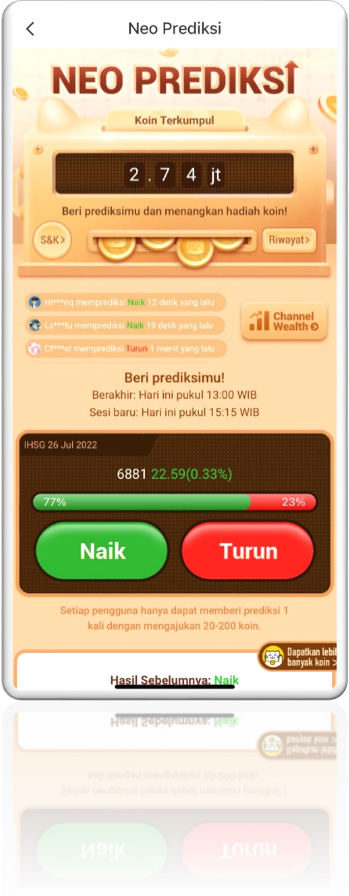 Neo Prediksi
NEO PREDIKSI
Koin Terkumpul
2.74 jt
Beri prediksimu dan menangkan hadiah koin!
S&K>
Riwayat>
Hr***nq memprediksi Naik 12 detik yang lalu
Ls***fu memprediksi Naik 19 detik yang lalu
Cf***st memprediksi Turun 1 menit yang lalu
Channel
Wealth
Beri prediksimu!
Berakhir: Hari ini pukul 13:00 WIB
Sesi baru: Hari ini pukul 15:15 WIB
IHSG 26 Jul 2022
6881 22.59(0.33%)
77%
23%
Naik
Turun
Setiap pengguna hanya dapat memberi prediksi 1
kali dengan mengajukan 20-200 koin.
Dapatkan lebih
banyak koin >
Hasil Sebelumnya: Naik